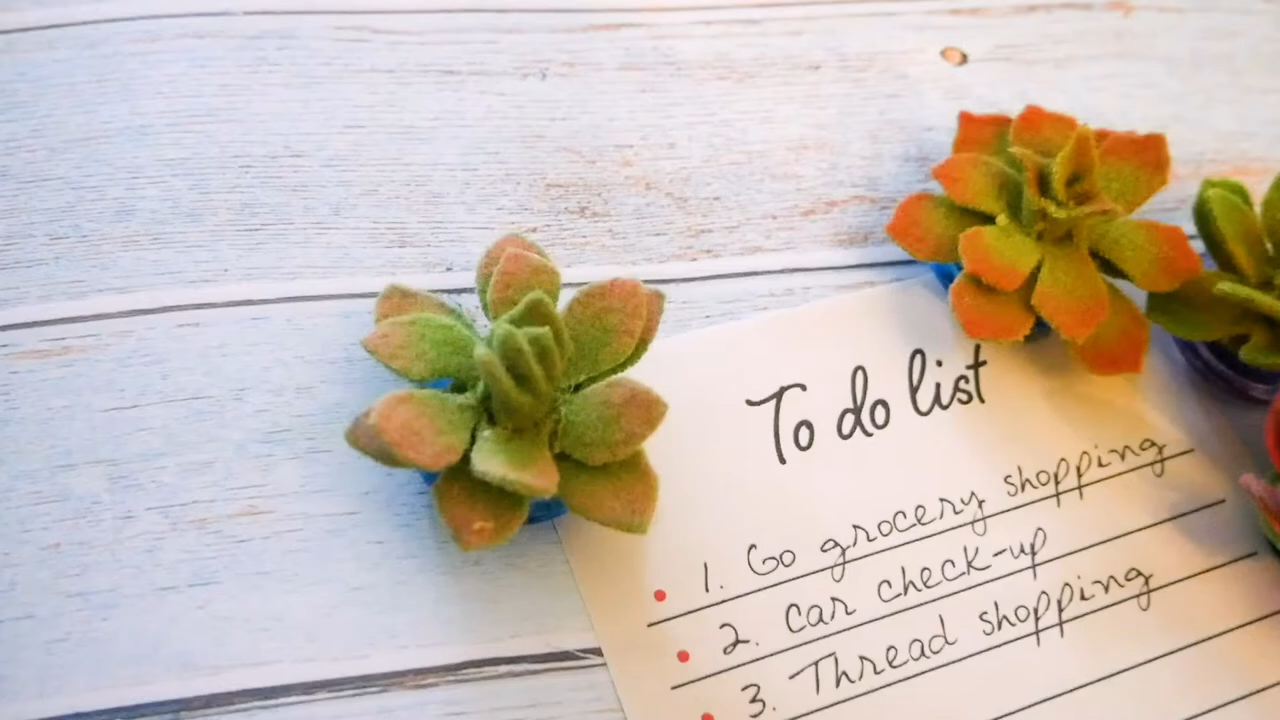 To do list
1. Go grocery shopping
2. Car check-up
3. Thread shopping